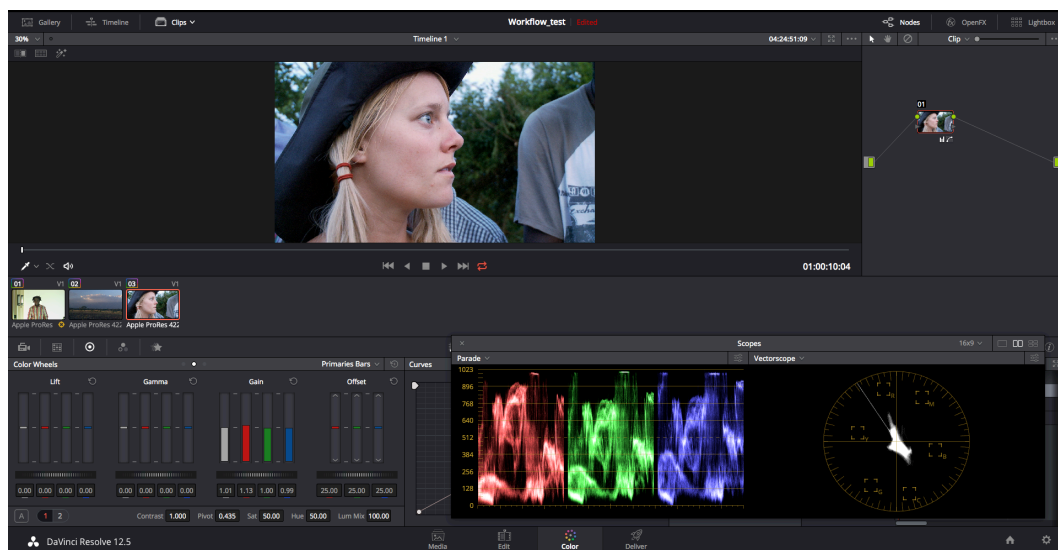 Gallery Timeline Clips Workflow_test Edited Nodes OpenFX Lightbox
30% Timeline 1 04:24:51:09 Clip
01
01:00:10:04
01 V1 02 V1 03 V1
Apple ProRes Apple ProRes 422 Apple ProRes 422
Scopes 16x9
Color Wheels Primaries Bars Curves Parade Vectorscope
Lift Gamma Gain Offset
1023
896
768
640
512
384
256
128
0
R M B C G Y
0.00 0.00 0.00 0.00 0.00 0.00 0.00 0.00 1.01 1.13 1.00 0.99 25.00 25.00 25.00
A 1 2 Contrast 1.000 Pivot 0.435 Sat 50.00 Hue 50.00 Lum Mix 100.00
DaVinci Resolve 12.5 Media Edit Color Deliver